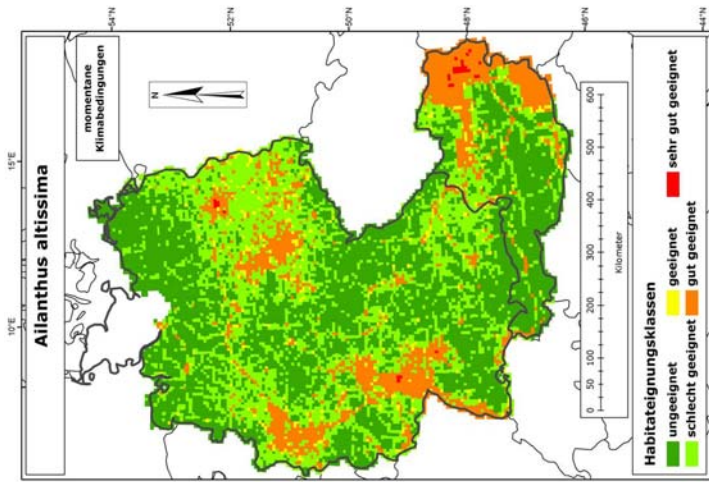 Ailanthus altissima
momentane
Klimabedingungen
N
10°E
15°E
54°N
52°N
50°N
48°N
46°N
44°N
0 50 100 200 300 400 500 600
Kilometer
Habitateignungsklassen
ungeeignet
geeignet
sehr gut geeignet
schlecht geeignet
gut geeignet